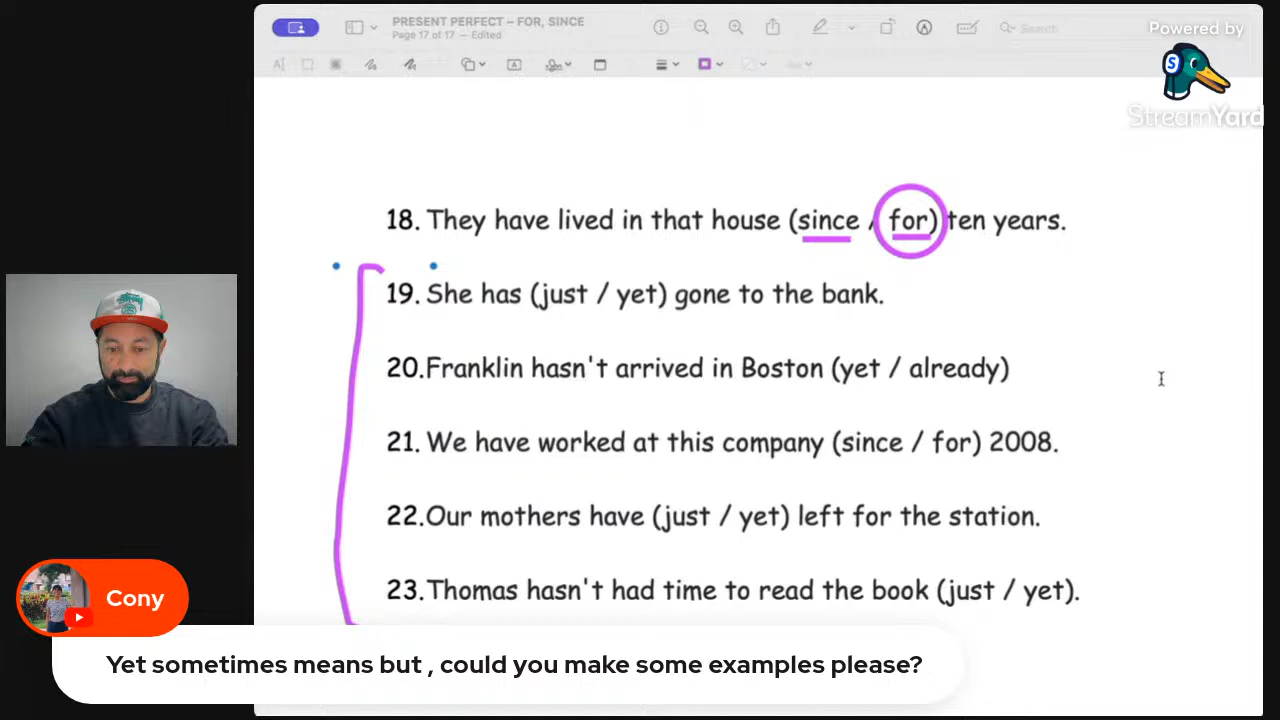 PRESENT PERFECT – FOR, SINCE
Page 17 of 17 — Edited
Search
Powered by
StreamYard
18. They have lived in that house (since / for) ten years.
19. She has (just / yet) gone to the bank.
20.Franklin hasn't arrived in Boston (yet / already)
21. We have worked at this company (since / for) 2008.
22.Our mothers have (just / yet) left for the station.
23.Thomas hasn't had time to read the book (just / yet).
Cony
Yet sometimes means but , could you make some examples please?